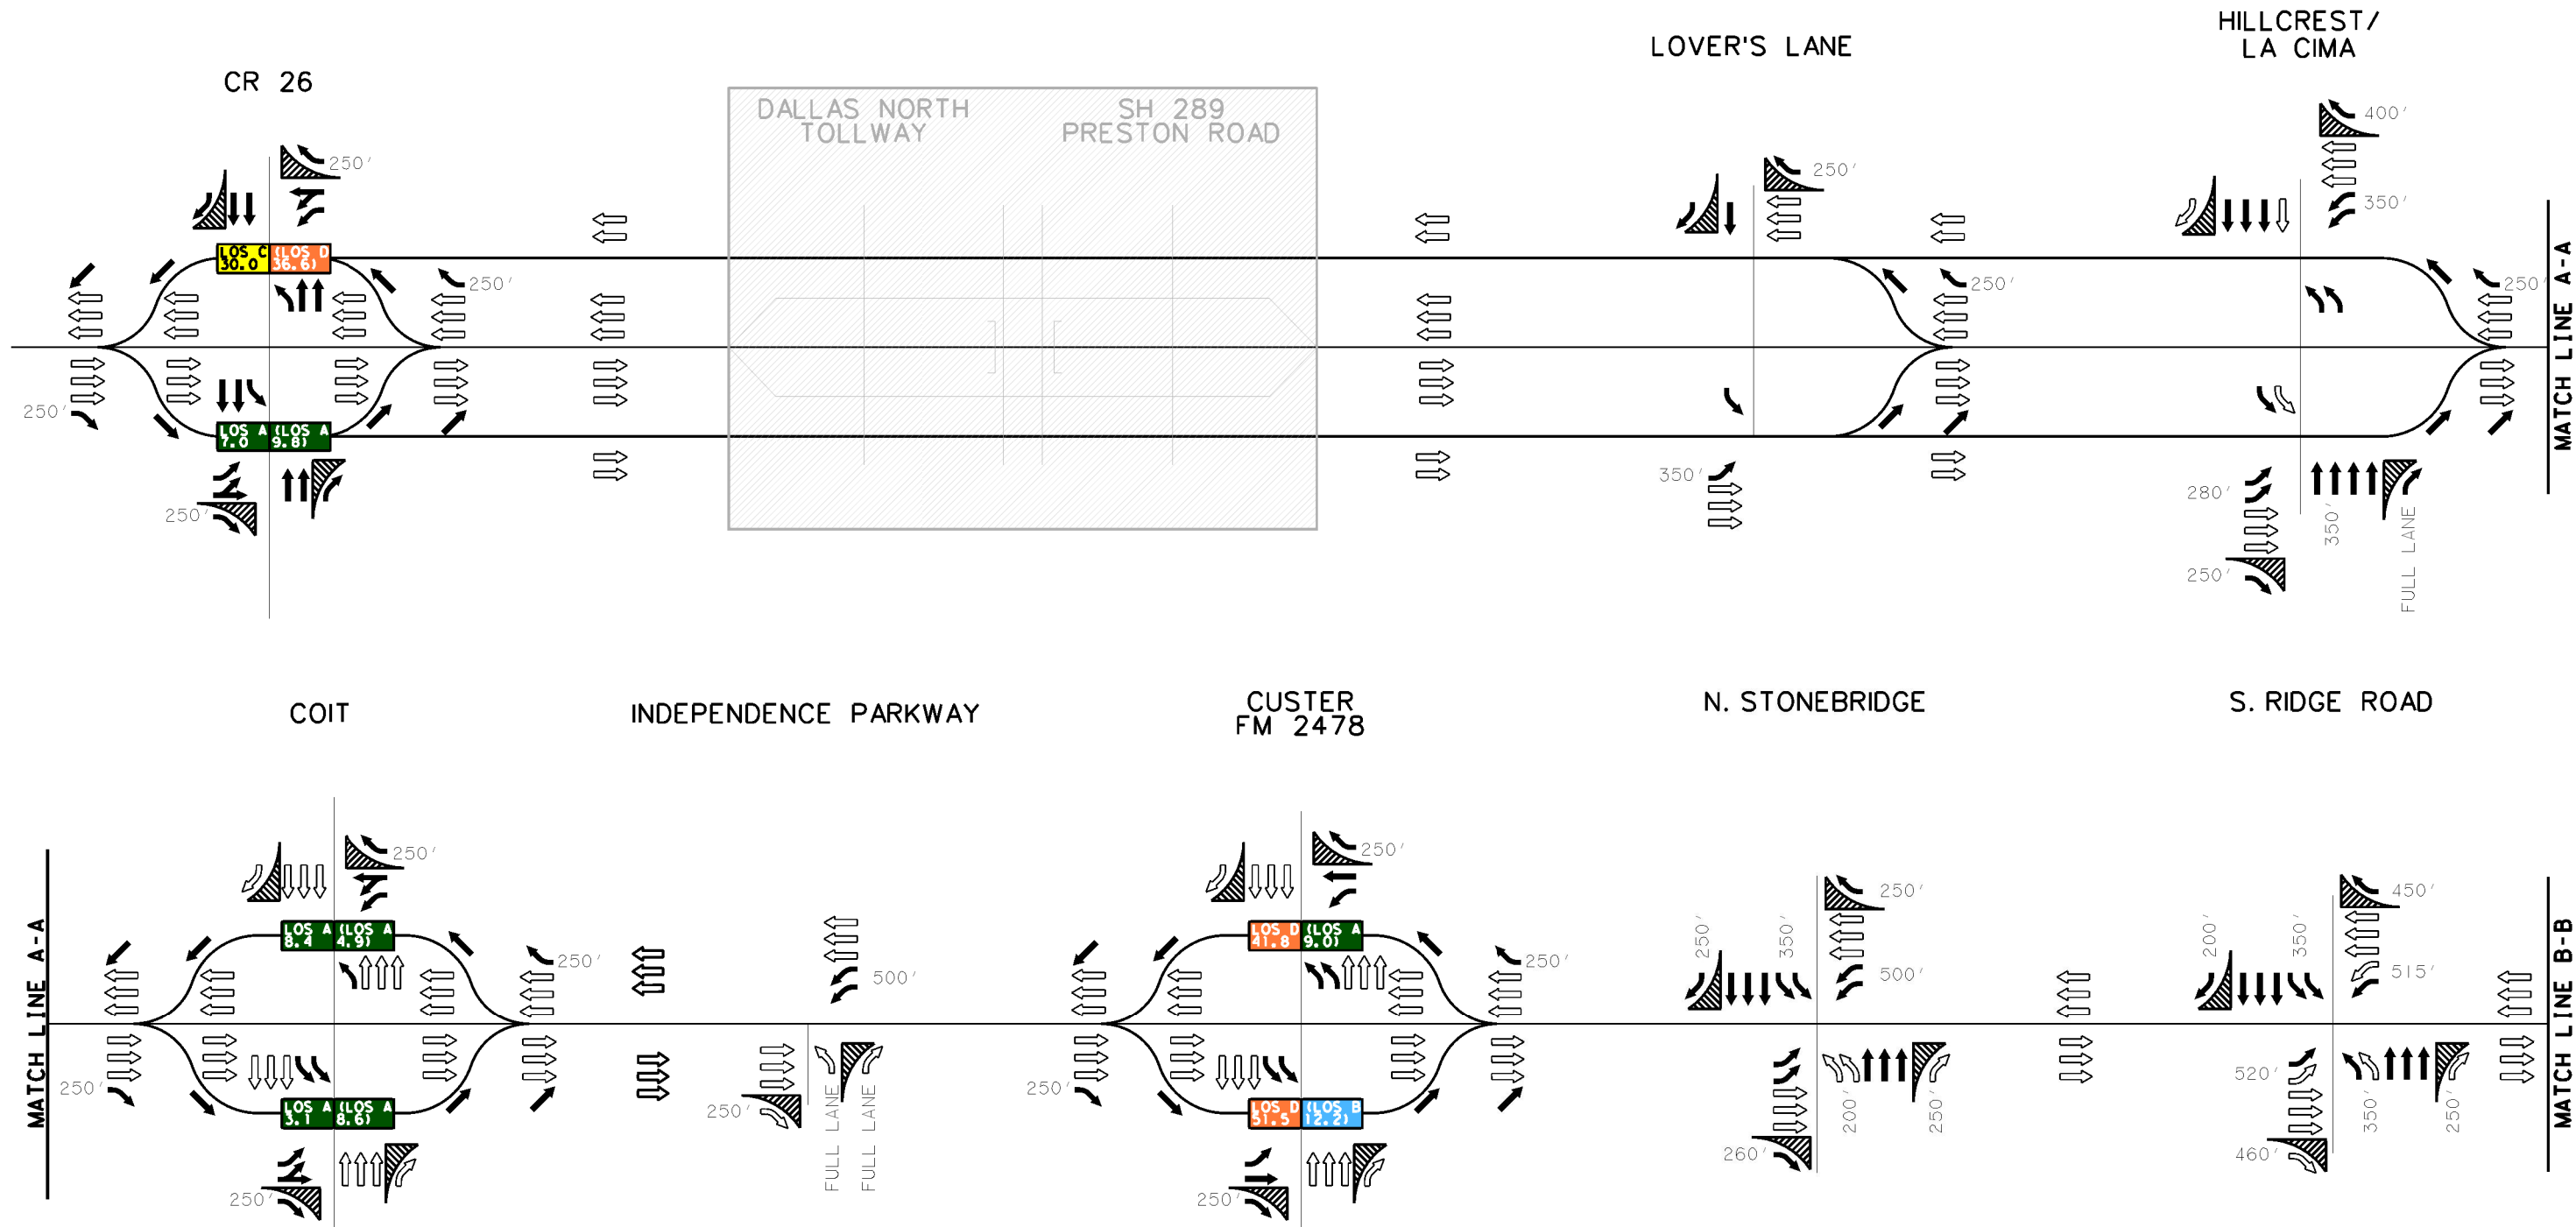 HILLCREST/
LA CIMA
LOVER'S LANE
CR 26
DALLAS NORTH
TOLLWAY
SH 289
PRESTON ROAD
400'
250'
250'
350'
LOS C
30.0
(LOS D
36.6)
250'
250'
250'
MATCH LINE A-A
250'
LOS A
7.0
(LOS A
9.8)
350'
280'
250'
250'
350'
FULL LANE
COIT
INDEPENDENCE PARKWAY
CUSTER
FM 2478
N. STONEBRIDGE
S. RIDGE ROAD
MATCH LINE A-A
250'
LOS A
8.4
(LOS A
4.9)
250'
250'
LOS A
3.1
(LOS A
8.6)
250'
500'
250'
FULL LANE
FULL LANE
250'
LOS D
41.8
(LOS A
9.0)
250'
250'
LOS D
51.5
(LOS B
12.2)
250'
250'
350'
250'
500'
260'
200'
250'
200'
350'
450'
515'
520'
460'
350'
250'
MATCH LINE B-B